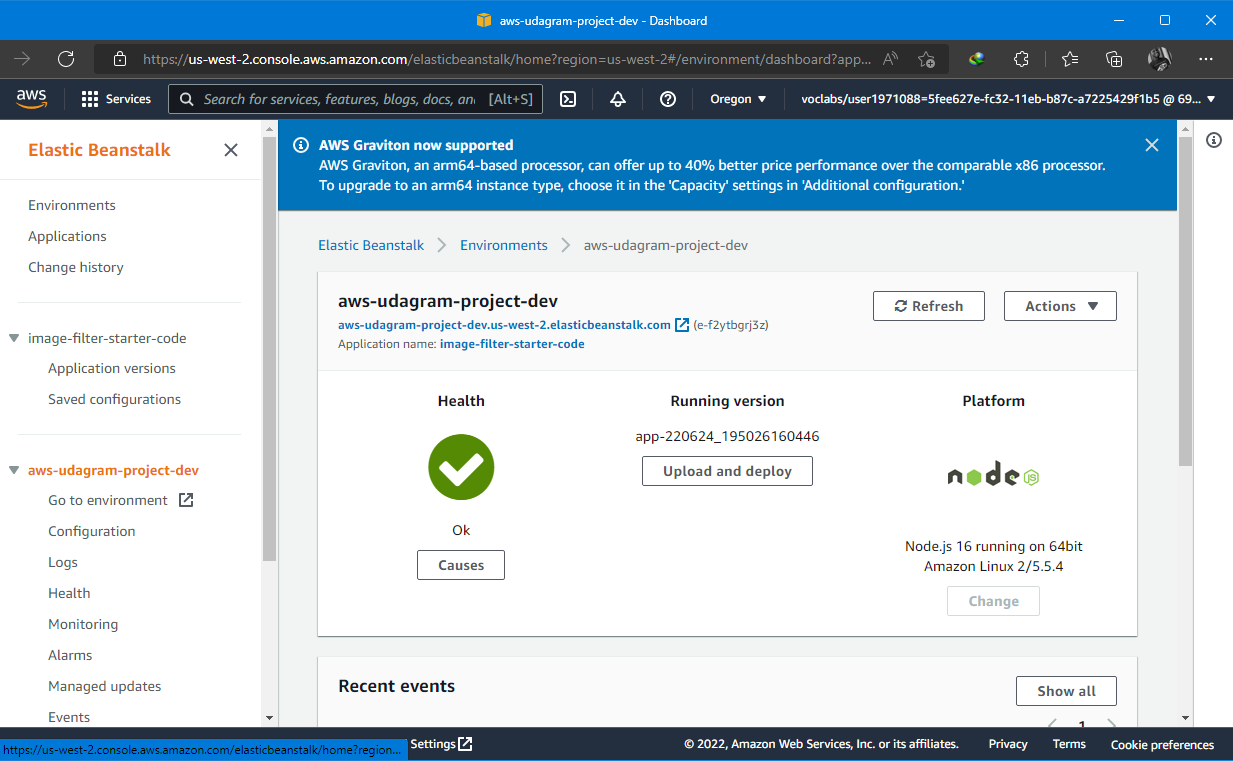 aws-udagram-project-dev - Dashboard
https://us-west-2.console.aws.amazon.com/elasticbeanstalk/home?region=us-west-2#/environment/dashboard?app...
aws
Services
Search for services, features, blogs, docs, an
[Alt+S]
Oregon
voclabs/user1971088=5fee627e-fc32-11eb-b87c-a7225429f1b5 @ 69...
Elastic Beanstalk
Environments
Applications
Change history
image-filter-starter-code
Application versions
Saved configurations
aws-udagram-project-dev
Go to environment
Configuration
Logs
Health
Monitoring
Alarms
Managed updates
Events
AWS Graviton now supported
AWS Graviton, an arm64-based processor, can offer up to 40% better price performance over the comparable x86 processor.
To upgrade to an arm64 instance type, choose it in the 'Capacity' settings in 'Additional configuration.'
Elastic Beanstalk
Environments
aws-udagram-project-dev
aws-udagram-project-dev
aws-udagram-project-dev.us-west-2.elasticbeanstalk.com (e-f2ytbgrj3z)
Application name: image-filter-starter-code
Refresh
Actions
Health
Ok
Causes
Running version
app-220624_195026160446
Upload and deploy
Platform
node
JS
Node.js 16 running on 64bit
Amazon Linux 2/5.5.4
Change
Recent events
Show all
1
https://us-west-2.console.aws.amazon.com/elasticbeanstalk/home?region...
Settings
© 2022, Amazon Web Services, Inc. or its affiliates.
Privacy
Terms
Cookie preferences